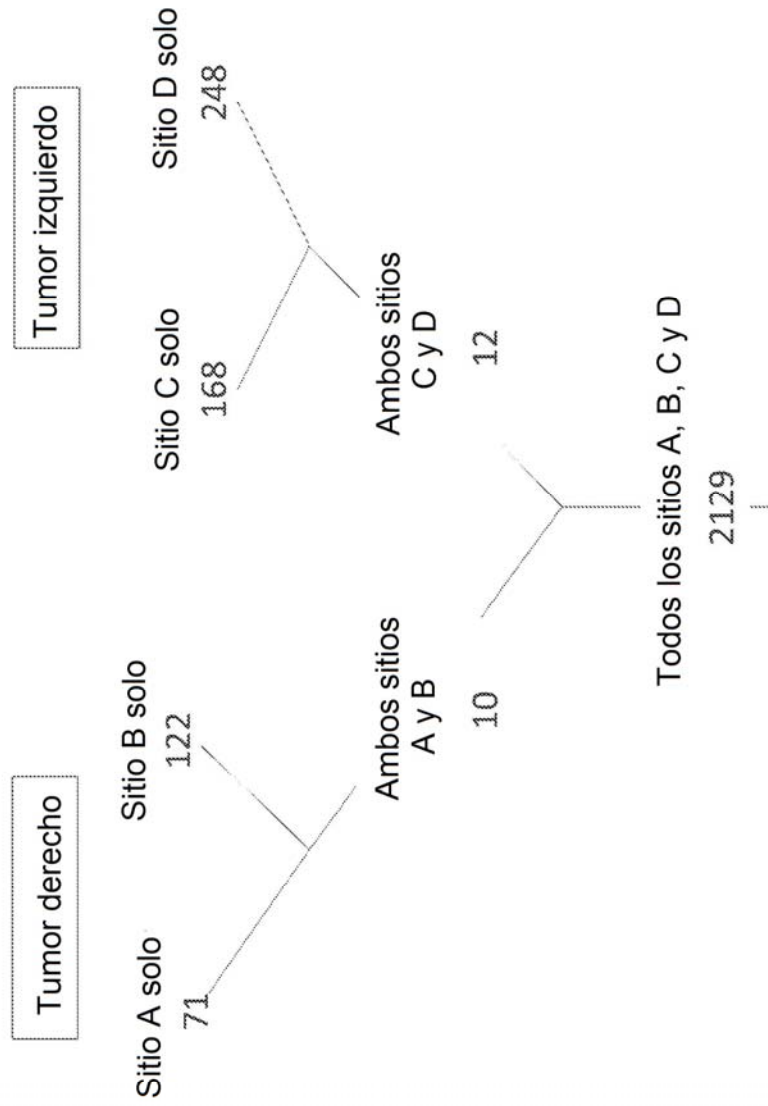 Tumor derecho
Tumor izquierdo
Sitio A solo
71
Sitio B solo
122
Sitio C solo
168
Sitio D solo
248
Ambos sitios
A y B
10
Ambos sitios
C y D
12
Todos los sitios A, B, C y D
2129